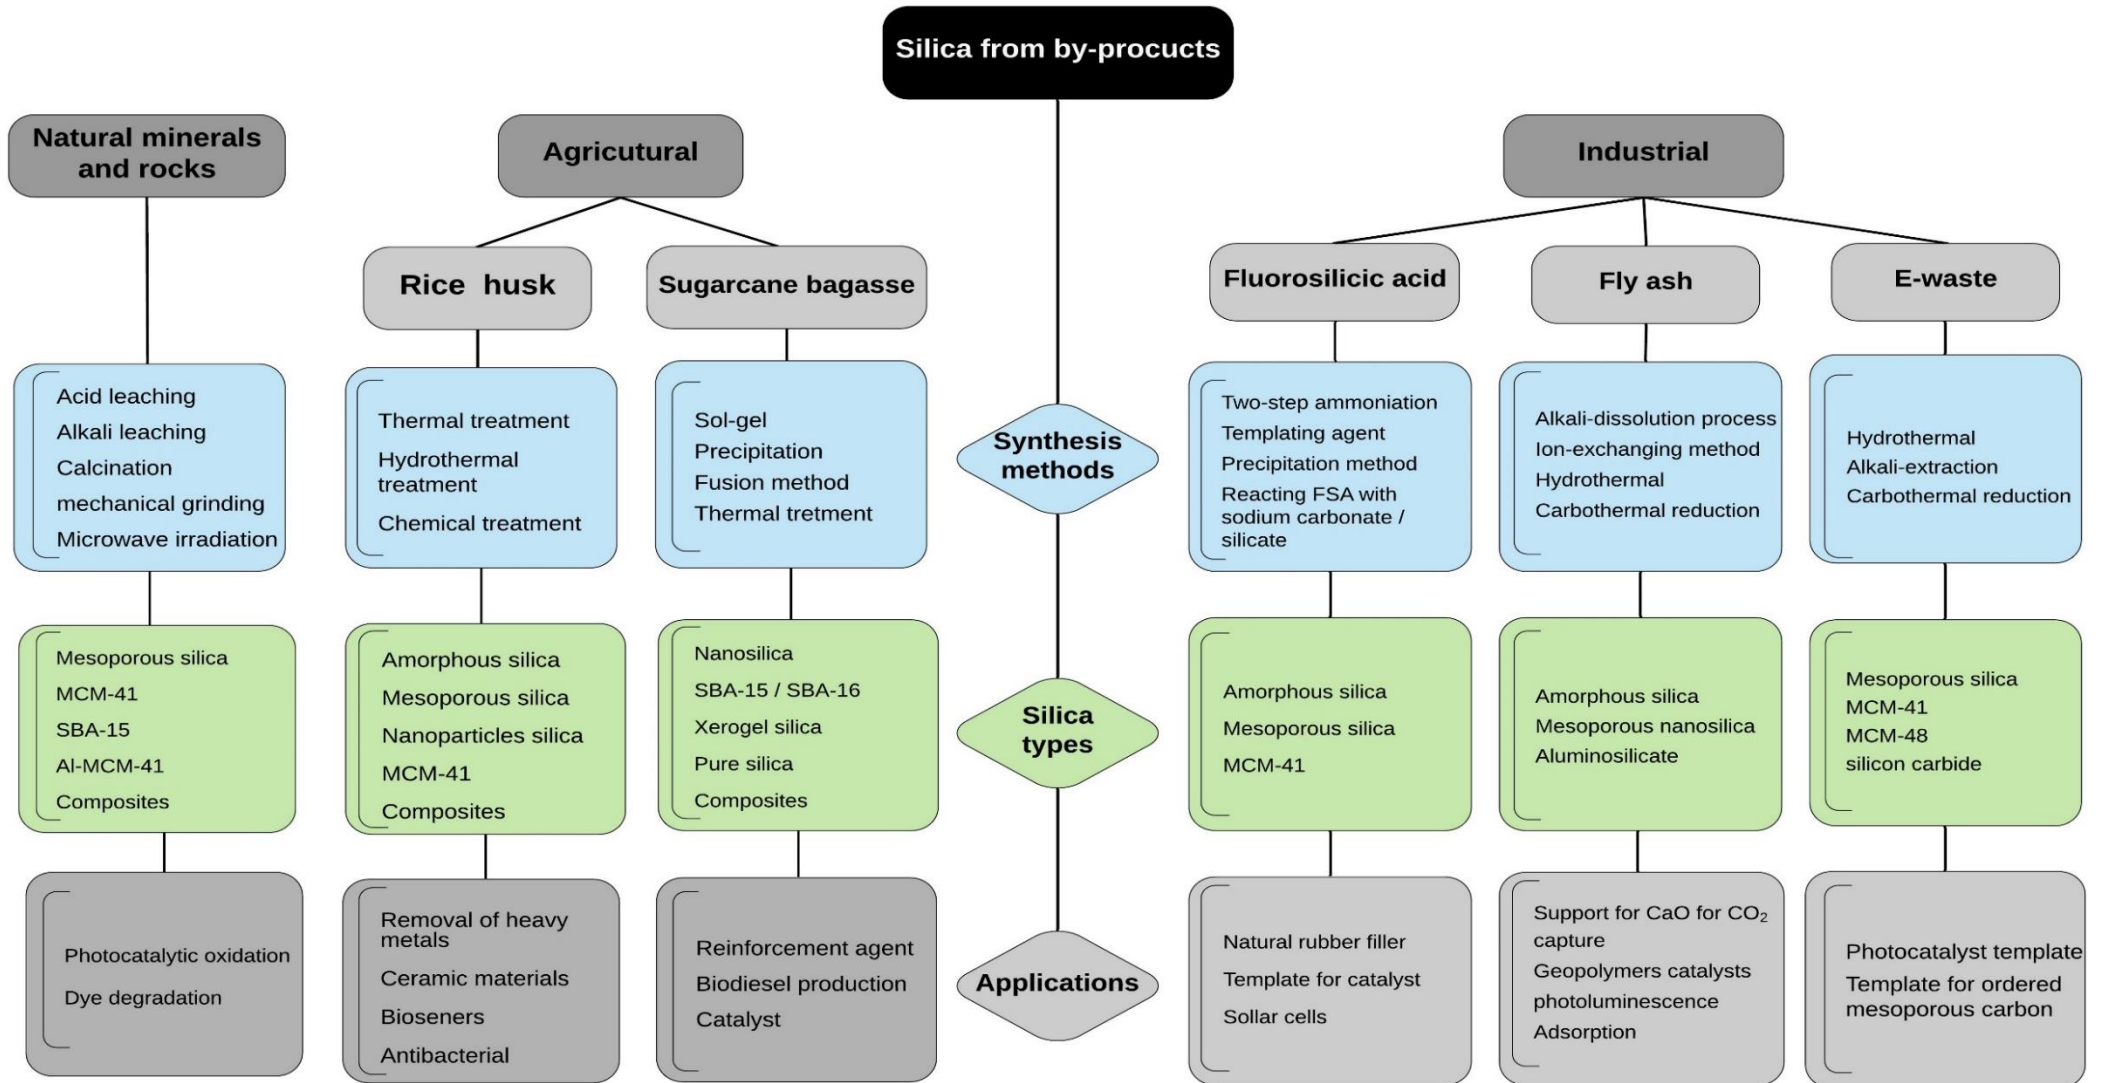 Silica from by-procucts
Natural minerals
and rocks
Agricutural
Industrial
Rice husk
Sugarcane bagasse
Fluorosilicic acid
Fly ash
E-waste
Acid leaching
Alkali leaching
Calcination
mechanical grinding
Microwave irradiation
Thermal treatment
Hydrothermal
treatment
Chemical treatment
Sol-gel
Precipitation
Fusion method
Thermal tretment
Synthesis
methods
Two-step ammoniation
Templating agent
Precipitation method
Reacting FSA with
sodium carbonate /
silicate
Alkali-dissolution process
Ion-exchanging method
Hydrothermal
Carbothermal reduction
Hydrothermal
Alkali-extraction
Carbothermal reduction
Mesoporous silica
MCM-41
SBA-15
Al-MCM-41
Composites
Amorphous silica
Mesoporous silica
Nanoparticles silica
MCM-41
Composites
Nanosilica
SBA-15 / SBA-16
Xerogel silica
Pure silica
Composites
Silica
types
Amorphous silica
Mesoporous silica
MCM-41
Amorphous silica
Mesoporous nanosilica
Aluminosilicate
Mesoporous silica
MCM-41
MCM-48
silicon carbide
Photocatalytic oxidation
Dye degradation
Removal of heavy
metals
Ceramic materials
Bioseners
Antibacterial
Reinforcement agent
Biodiesel production
Catalyst
Applications
Natural rubber filler
Template for catalyst
Sollar cells
Support for CaO for CO₂
capture
Geopolymers catalysts
photoluminescence
Adsorption
Photocatalyst template
Template for ordered
mesoporous carbon